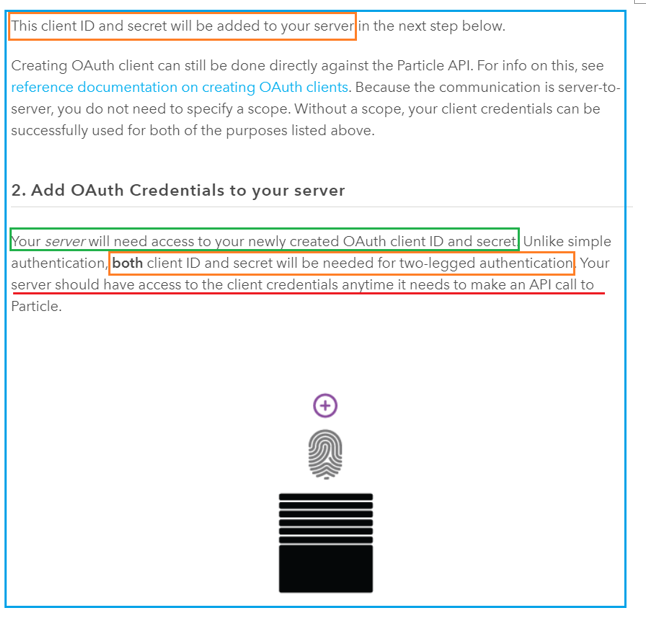 This client ID and secret will be added to your server in the next step below.
Creating OAuth client can still be done directly against the Particle API. For info on this, see
reference documentation on creating OAuth clients. Because the communication is server-to-
server, you do not need to specify a scope. Without a scope, your client credentials can be
successfully used for both of the purposes listed above.
2. Add OAuth Credentials to your server
Your server will need access to your newly created OAuth client ID and secret. Unlike simple
authentication, both client ID and secret will be needed for two-legged authentication. Your
server should have access to the client credentials anytime it needs to make an API call to
Particle.